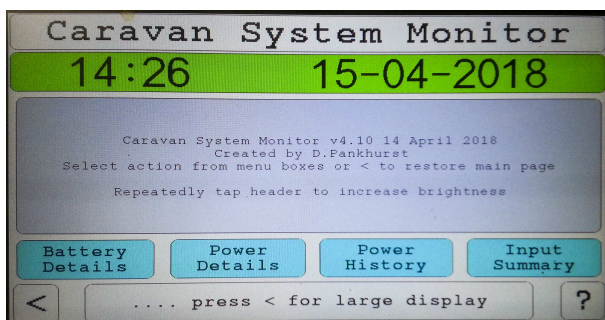 Caravan System Monitor
14:26 15-04-2018
Caravan System Monitor v4.10 14 April 2018
Created by D.Pankhurst
Select action from menu boxes or < to restore main page
Repeatedly tap header to increase brightness
Battery Details
Power Details
Power History
Input Summary
< .... press < for large display ?